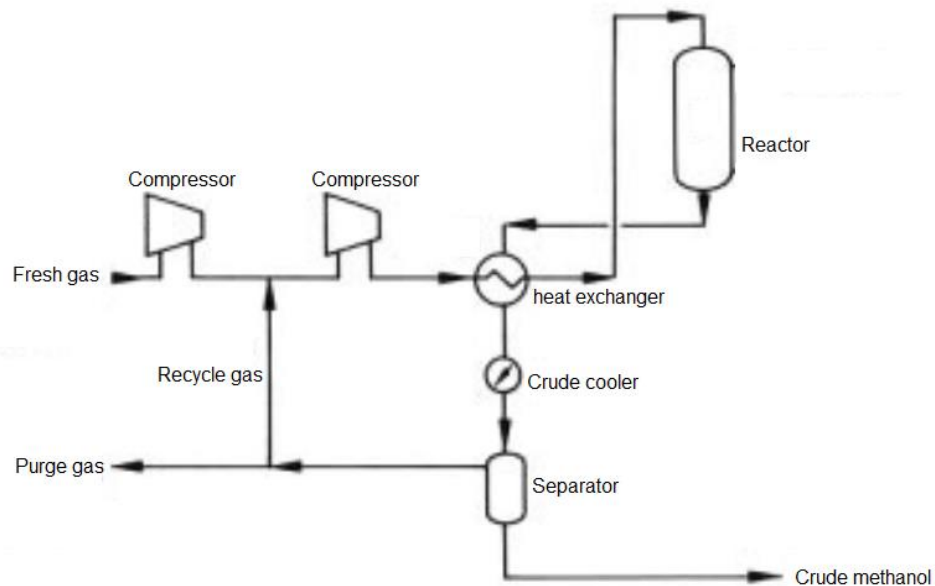 Reactor
Compressor
Compressor
Fresh gas
heat exchanger
Recycle gas
Crude cooler
Purge gas
Separator
Crude methanol